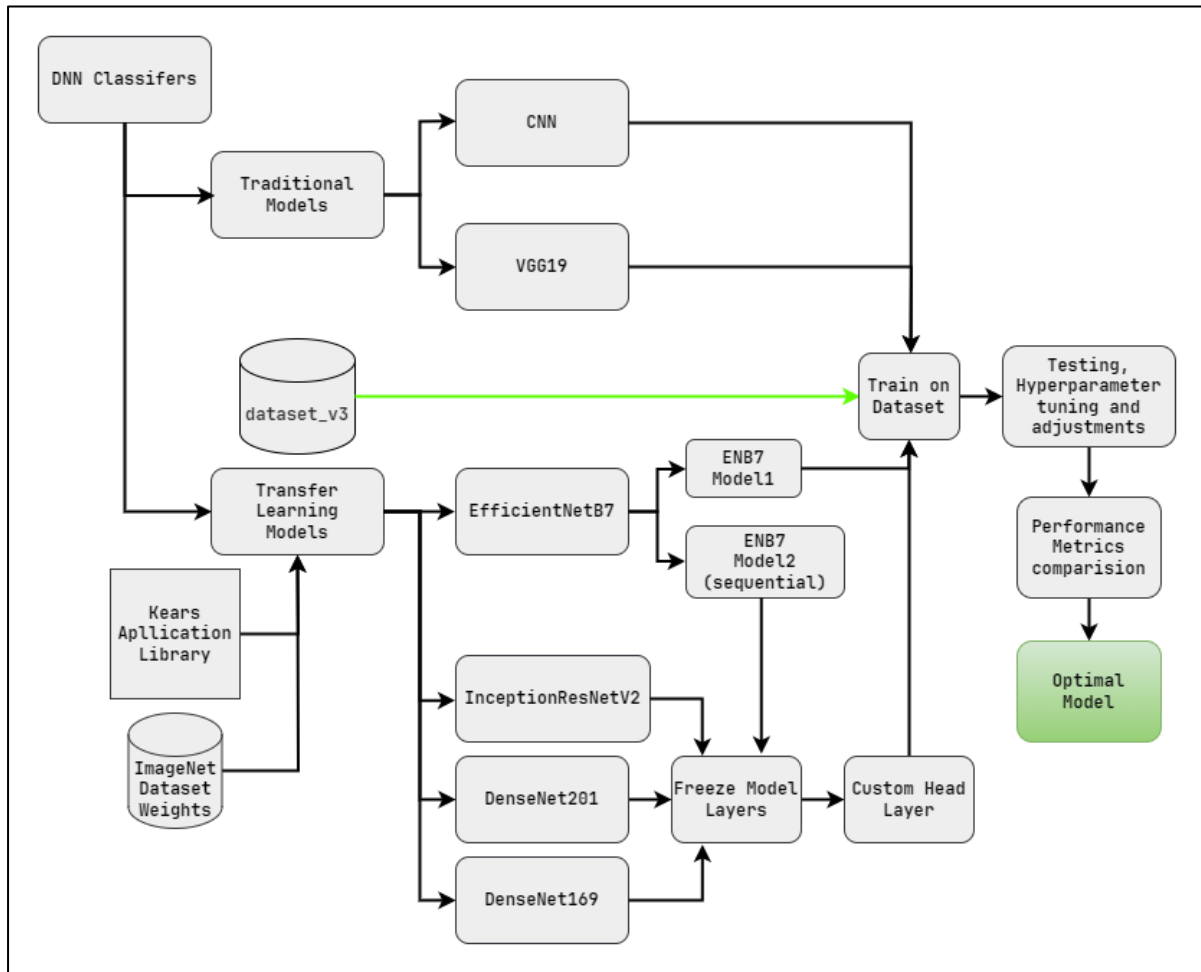 DNN Classifers
CNN
Traditional
Models
VGG19
dataset_v3
Train on
Dataset
Testing,
Hyperparameter
tuning and
adjustments
Transfer
Learning
Models
EfficientNetB7
ENB7
Model1
ENB7
Model2
(sequential)
Performance
Metrics
comparision
Kears
Apllication
Library
InceptionResNetV2
Optimal
Model
ImageNet
Dataset
Weights
DenseNet201
Freeze Model
Layers
Custom Head
Layer
DenseNet169